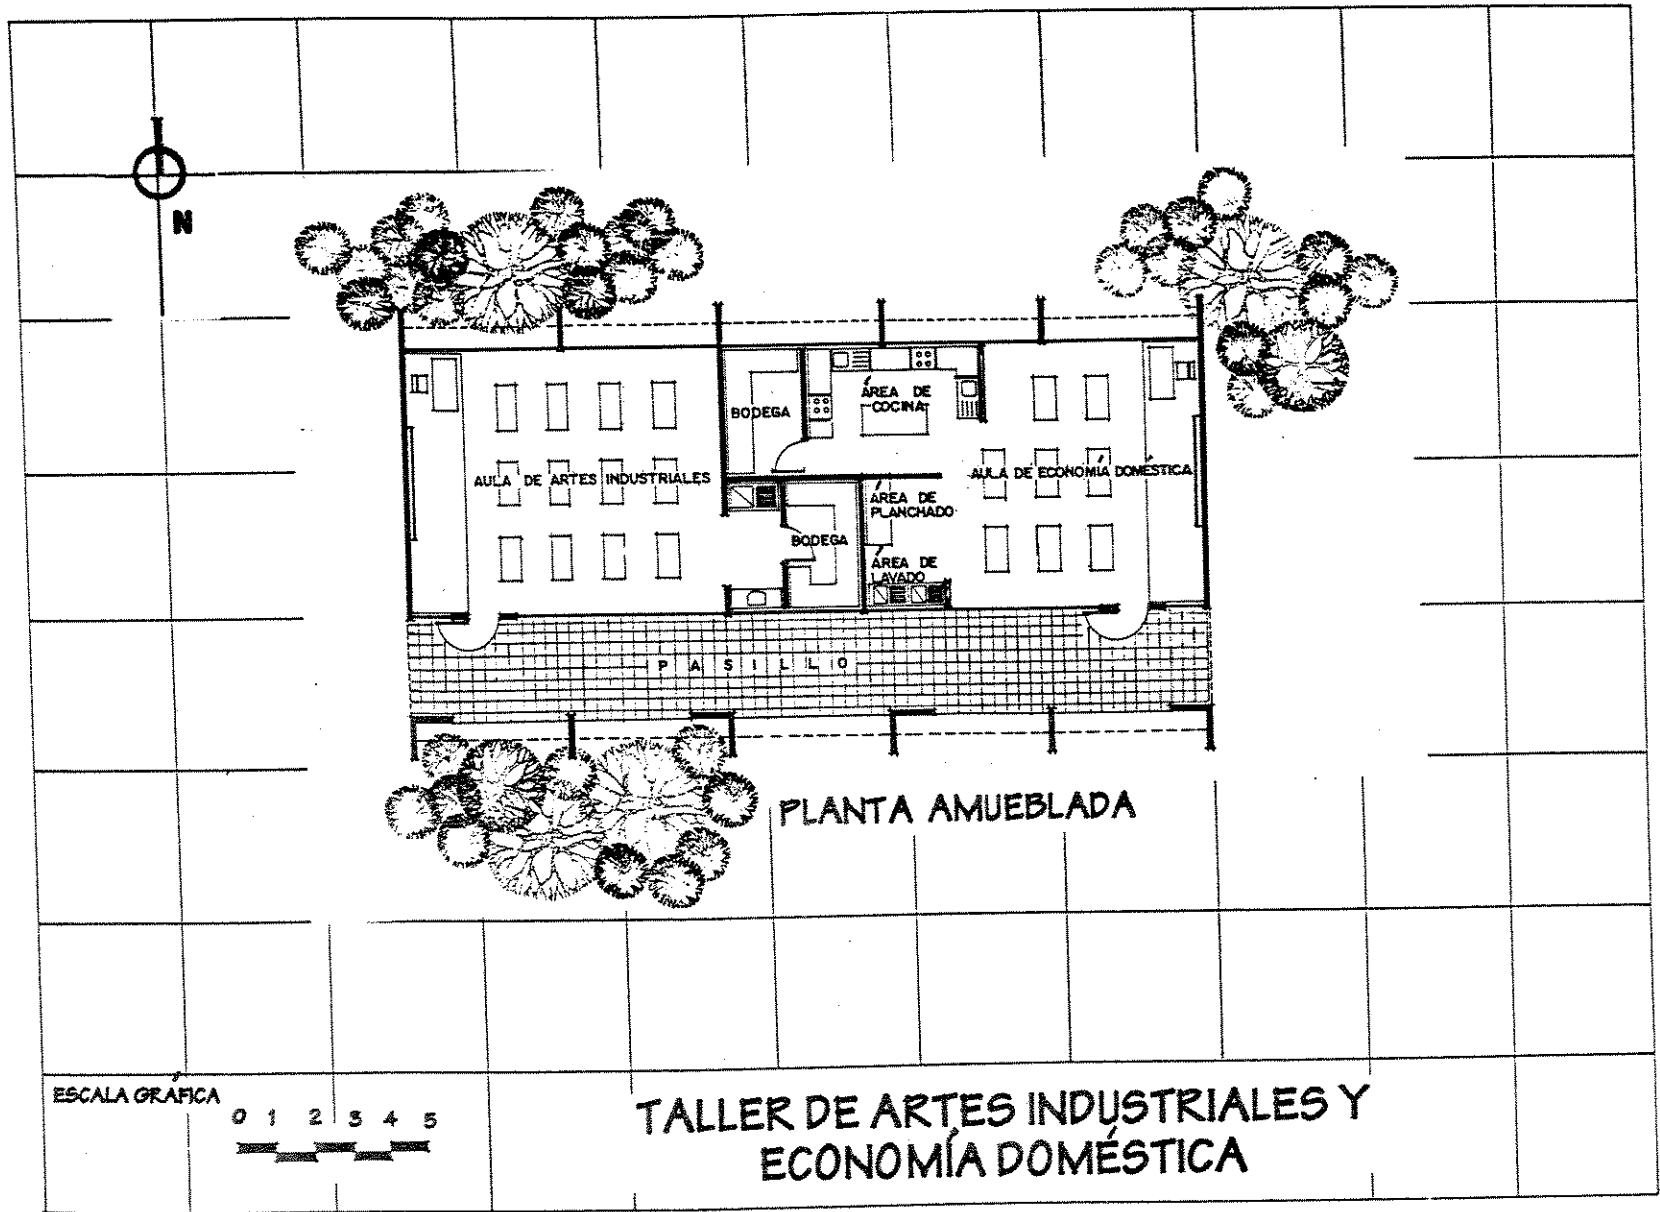 N
BODEGA
ÁREA DE
COCINA
AULA DE ARTES INDUSTRIALES
AULA DE ECONOMÍA DOMÉSTICA
ÁREA DE
PLANCHADO
BODEGA
ÁREA DE
LAVADO
PASILLO
PLANTA AMUEBLADA
ESCALA GRÁFICA
0 1 2 3 4 5
TALLER DE ARTES INDUSTRIALES Y
ECONOMÍA DOMÉSTICA